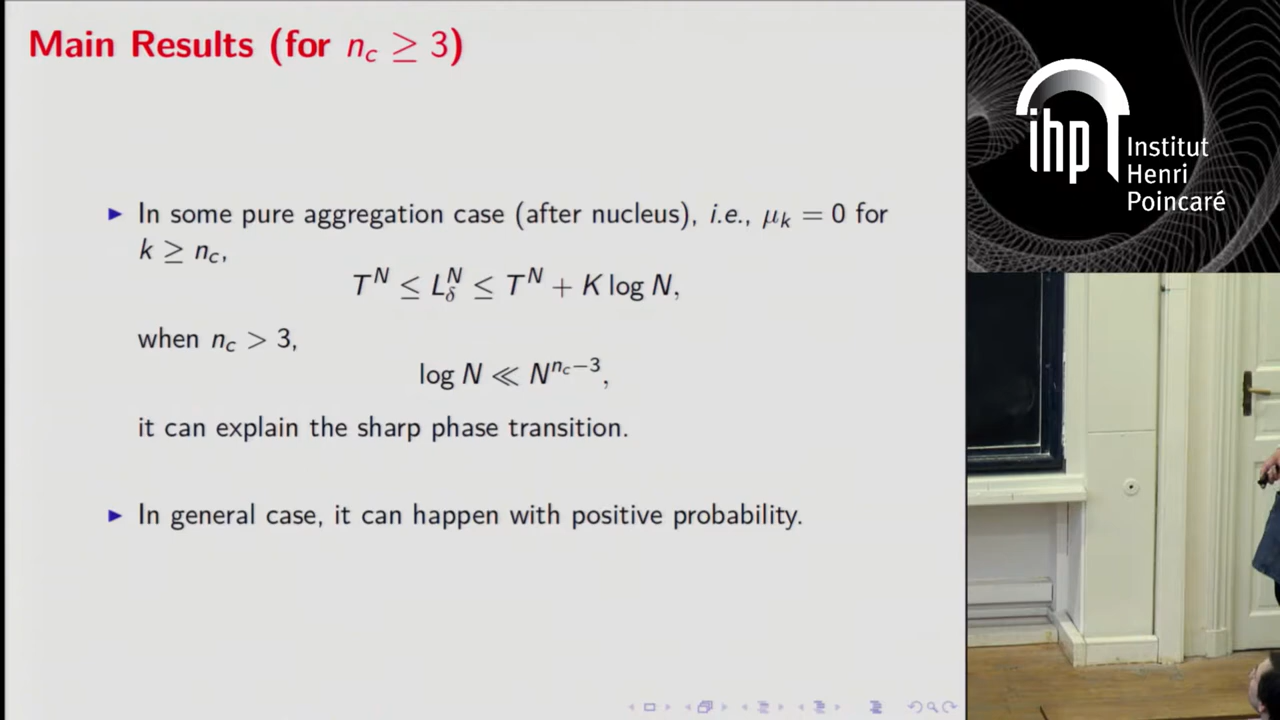 Main Results (for n_c ≥ 3)
▶ In some pure aggregation case (after nucleus), i.e., μ_k = 0 for
k ≥ n_c,
T^N ≤ L_δ^N ≤ T^N + K log N,
when n_c > 3,
log N ≪ N^{n_c−3},
it can explain the sharp phase transition.
▶ In general case, it can happen with positive probability.
ihp
Institut
Henri
Poincaré